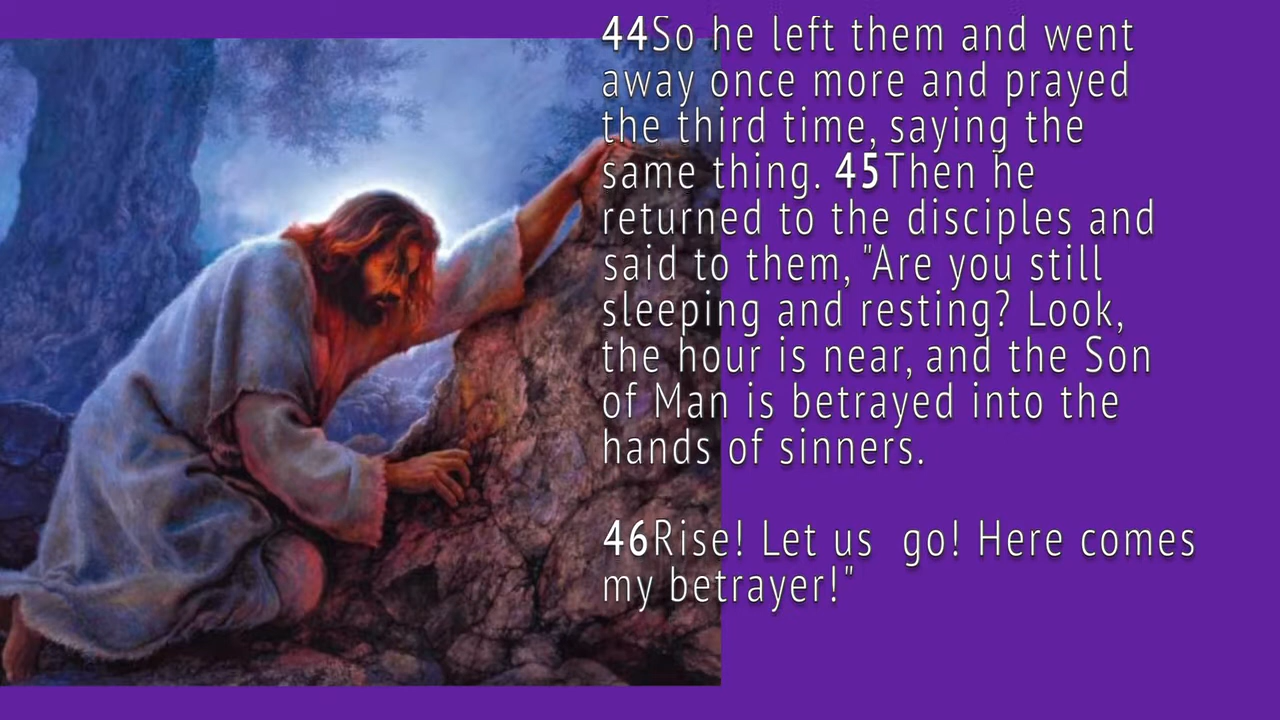 44So he left them and went
away once more and prayed
the third time, saying the
same thing. 45Then he
returned to the disciples and
said to them, "Are you still
sleeping and resting? Look,
the hour is near, and the Son
of Man is betrayed into the
hands of sinners.
46Rise! Let us  go! Here comes
my betrayer!"